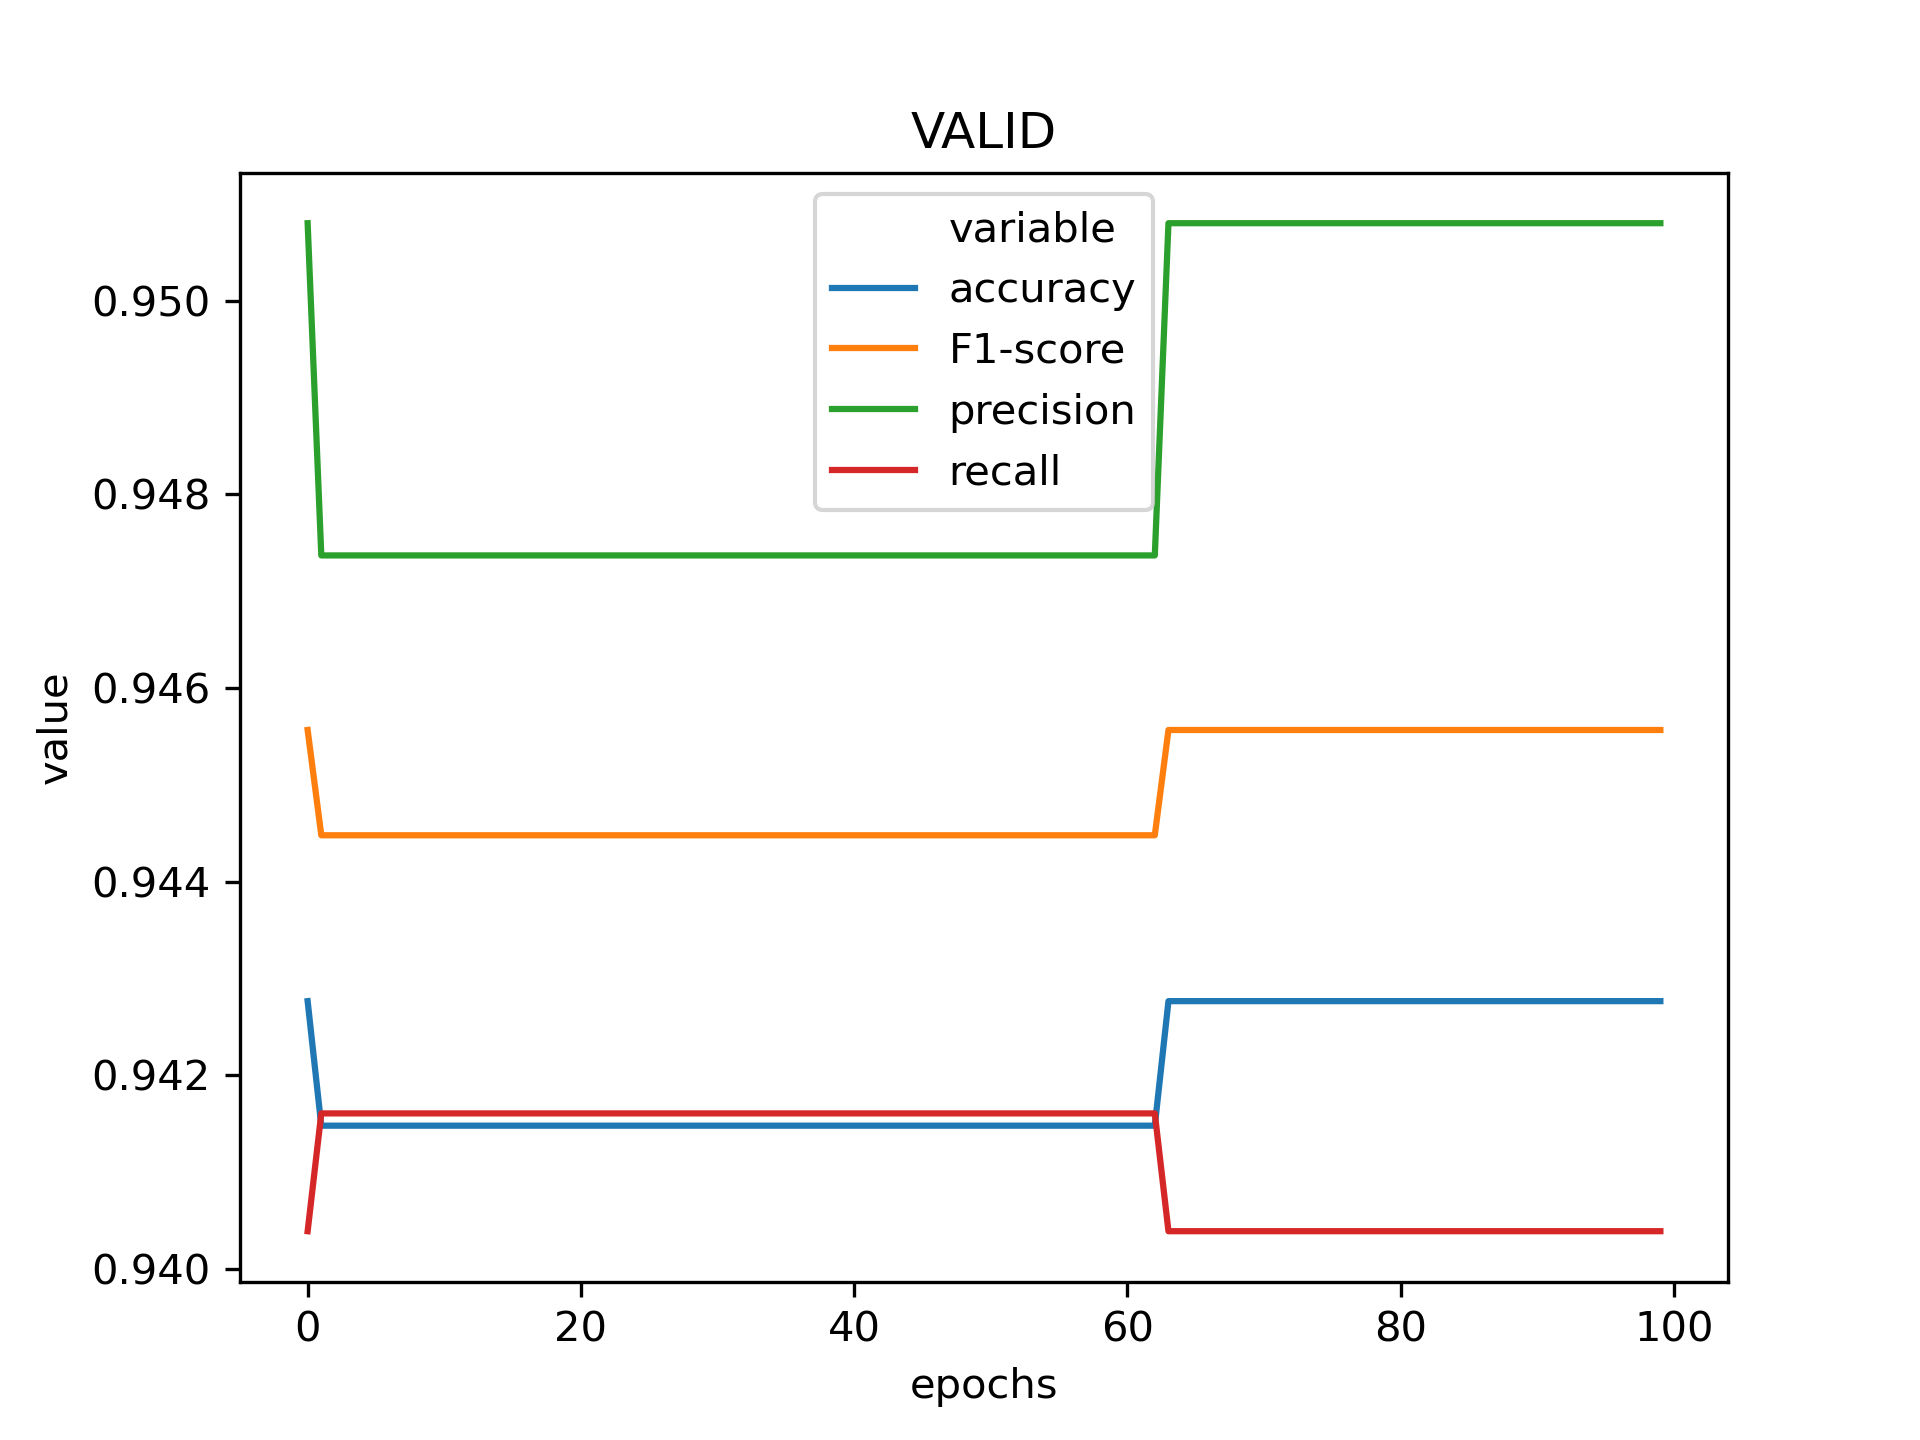 VALID
variable
accuracy
F1-score
precision
recall
0.950
0.948
0.946
0.944
0.942
0.940
value
0 20 40 60 80 100
epochs